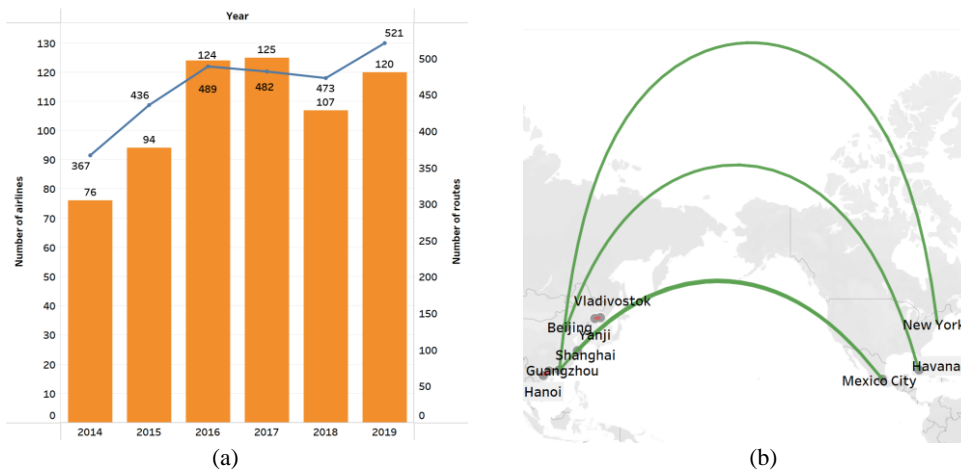 Year
Number of airlines
130
120
110
100
90
80
70
60
50
40
30
20
10
0
367
76
436
94
124
489
125
482
473
107
521
120
500
450
400
350
300
250
200
150
100
50
0
Number of routes
2014 2015 2016 2017 2018 2019
(a)
Vladivostok
Beijing
Yanji
Shanghai
Guangzhou
Hanoi
New York
Havana
Mexico City
(b)